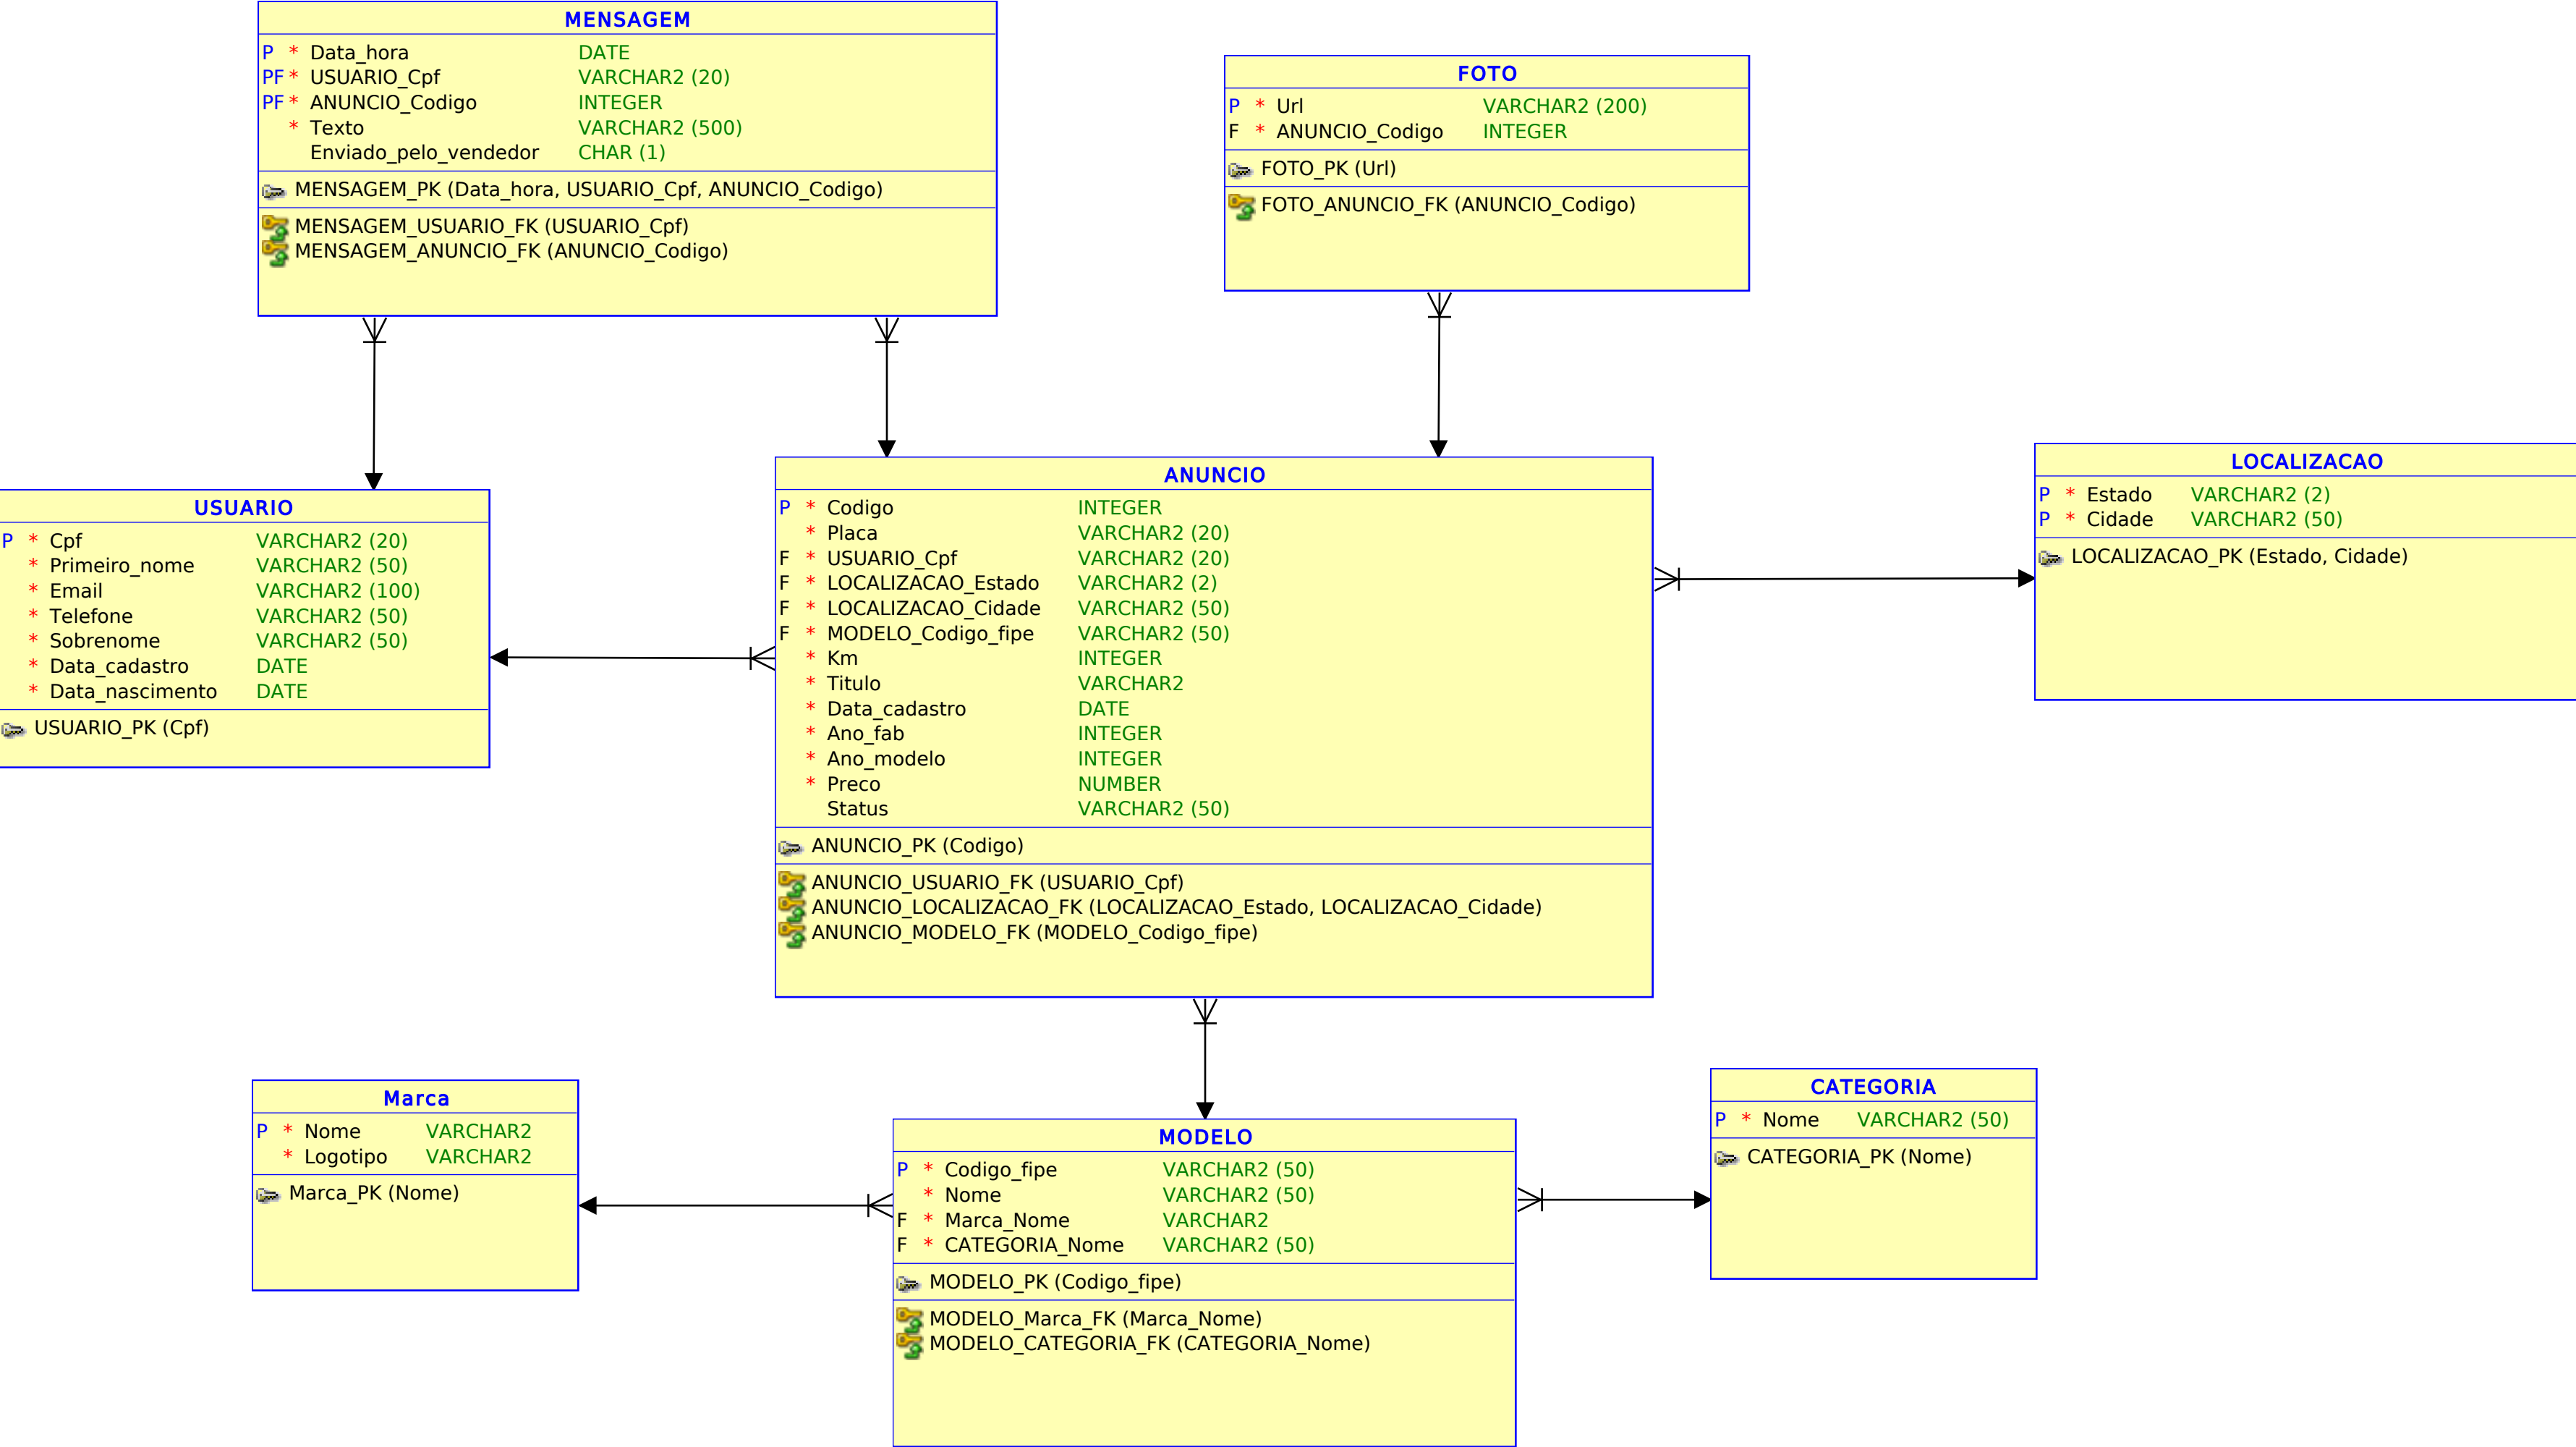 MENSAGEM
P * Data_hora DATE
PF * USUARIO_Cpf VARCHAR2 (20)
PF * ANUNCIO_Codigo INTEGER
* Texto VARCHAR2 (500)
Enviado_pelo_vendedor CHAR (1)
MENSAGEM_PK (Data_hora, USUARIO_Cpf, ANUNCIO_Codigo)
MENSAGEM_USUARIO_FK (USUARIO_Cpf)
MENSAGEM_ANUNCIO_FK (ANUNCIO_Codigo)
FOTO
P * Url VARCHAR2 (200)
F * ANUNCIO_Codigo INTEGER
FOTO_PK (Url)
FOTO_ANUNCIO_FK (ANUNCIO_Codigo)
USUARIO
P * Cpf VARCHAR2 (20)
* Primeiro_nome VARCHAR2 (50)
* Email VARCHAR2 (100)
* Telefone VARCHAR2 (50)
* Sobrenome VARCHAR2 (50)
* Data_cadastro DATE
* Data_nascimento DATE
USUARIO_PK (Cpf)
ANUNCIO
P * Codigo INTEGER
* Placa VARCHAR2 (20)
F * USUARIO_Cpf VARCHAR2 (20)
F * LOCALIZACAO_Estado VARCHAR2 (2)
F * LOCALIZACAO_Cidade VARCHAR2 (50)
F * MODELO_Codigo_fipe VARCHAR2 (50)
* Km INTEGER
* Titulo VARCHAR2
* Data_cadastro DATE
* Ano_fab INTEGER
* Ano_modelo INTEGER
* Preco NUMBER
Status VARCHAR2 (50)
ANUNCIO_PK (Codigo)
ANUNCIO_USUARIO_FK (USUARIO_Cpf)
ANUNCIO_LOCALIZACAO_FK (LOCALIZACAO_Estado, LOCALIZACAO_Cidade)
ANUNCIO_MODELO_FK (MODELO_Codigo_fipe)
LOCALIZACAO
P * Estado VARCHAR2 (2)
P * Cidade VARCHAR2 (50)
LOCALIZACAO_PK (Estado, Cidade)
Marca
P * Nome VARCHAR2
* Logotipo VARCHAR2
Marca_PK (Nome)
MODELO
P * Codigo_fipe VARCHAR2 (50)
* Nome VARCHAR2 (50)
F * Marca_Nome VARCHAR2
F * CATEGORIA_Nome VARCHAR2 (50)
MODELO_PK (Codigo_fipe)
MODELO_Marca_FK (Marca_Nome)
MODELO_CATEGORIA_FK (CATEGORIA_Nome)
CATEGORIA
P * Nome VARCHAR2 (50)
CATEGORIA_PK (Nome)